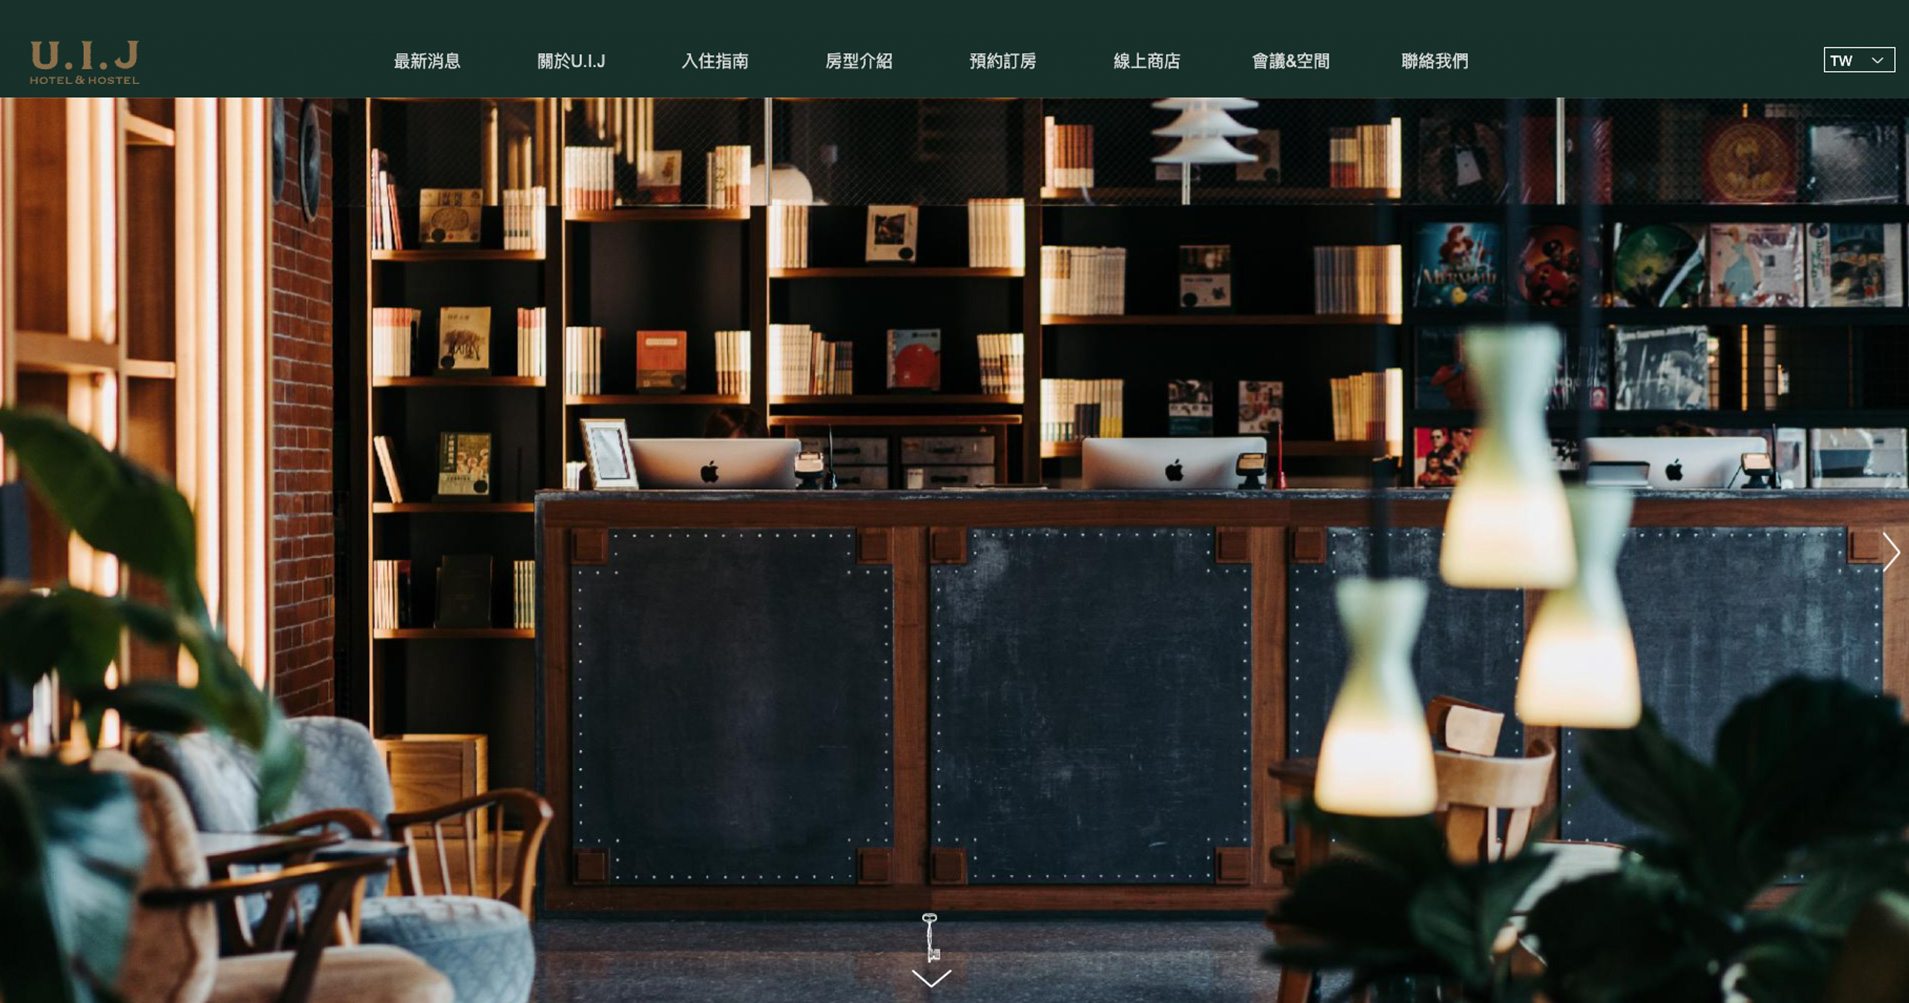 U.I.J
HOTEL & HOSTEL
最新消息
關於U.I.J
入住指南
房型介紹
預約訂房
線上商店
會議&空間
聯絡我們
TW
MERMAID